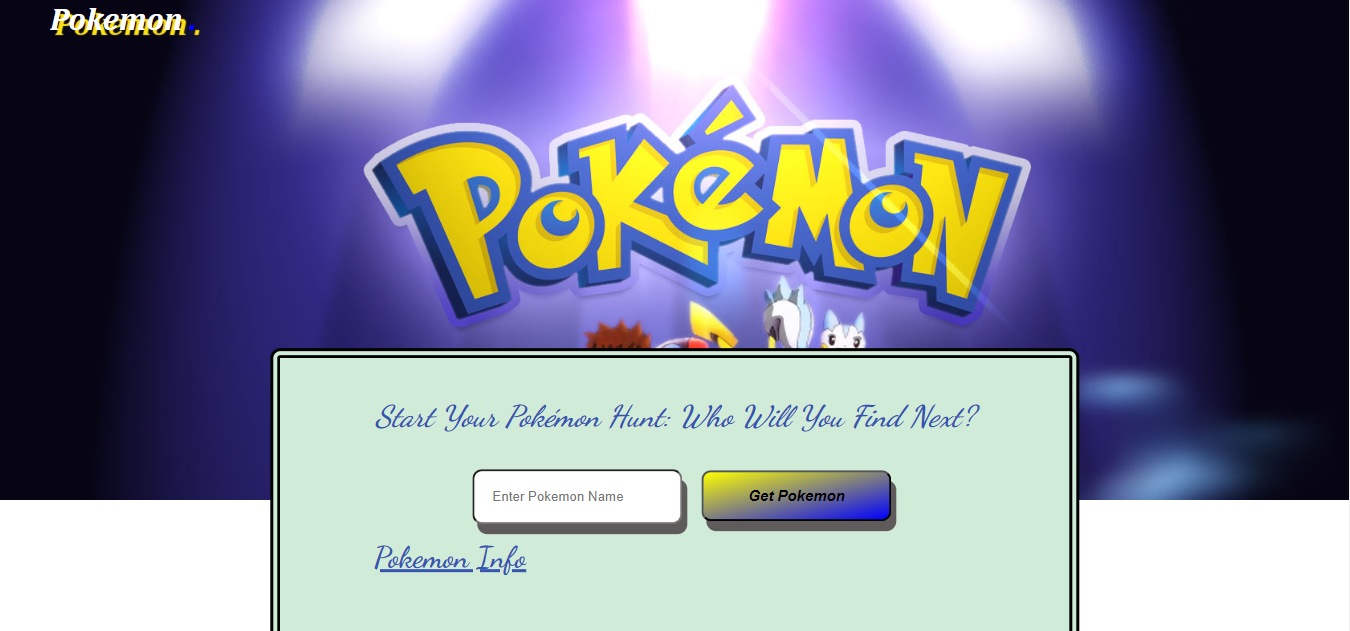 Pokemon.
POKéMON
Start Your Pokémon Hunt: Who Will You Find Next?
Enter Pokemon Name
Get Pokemon
Pokemon Info